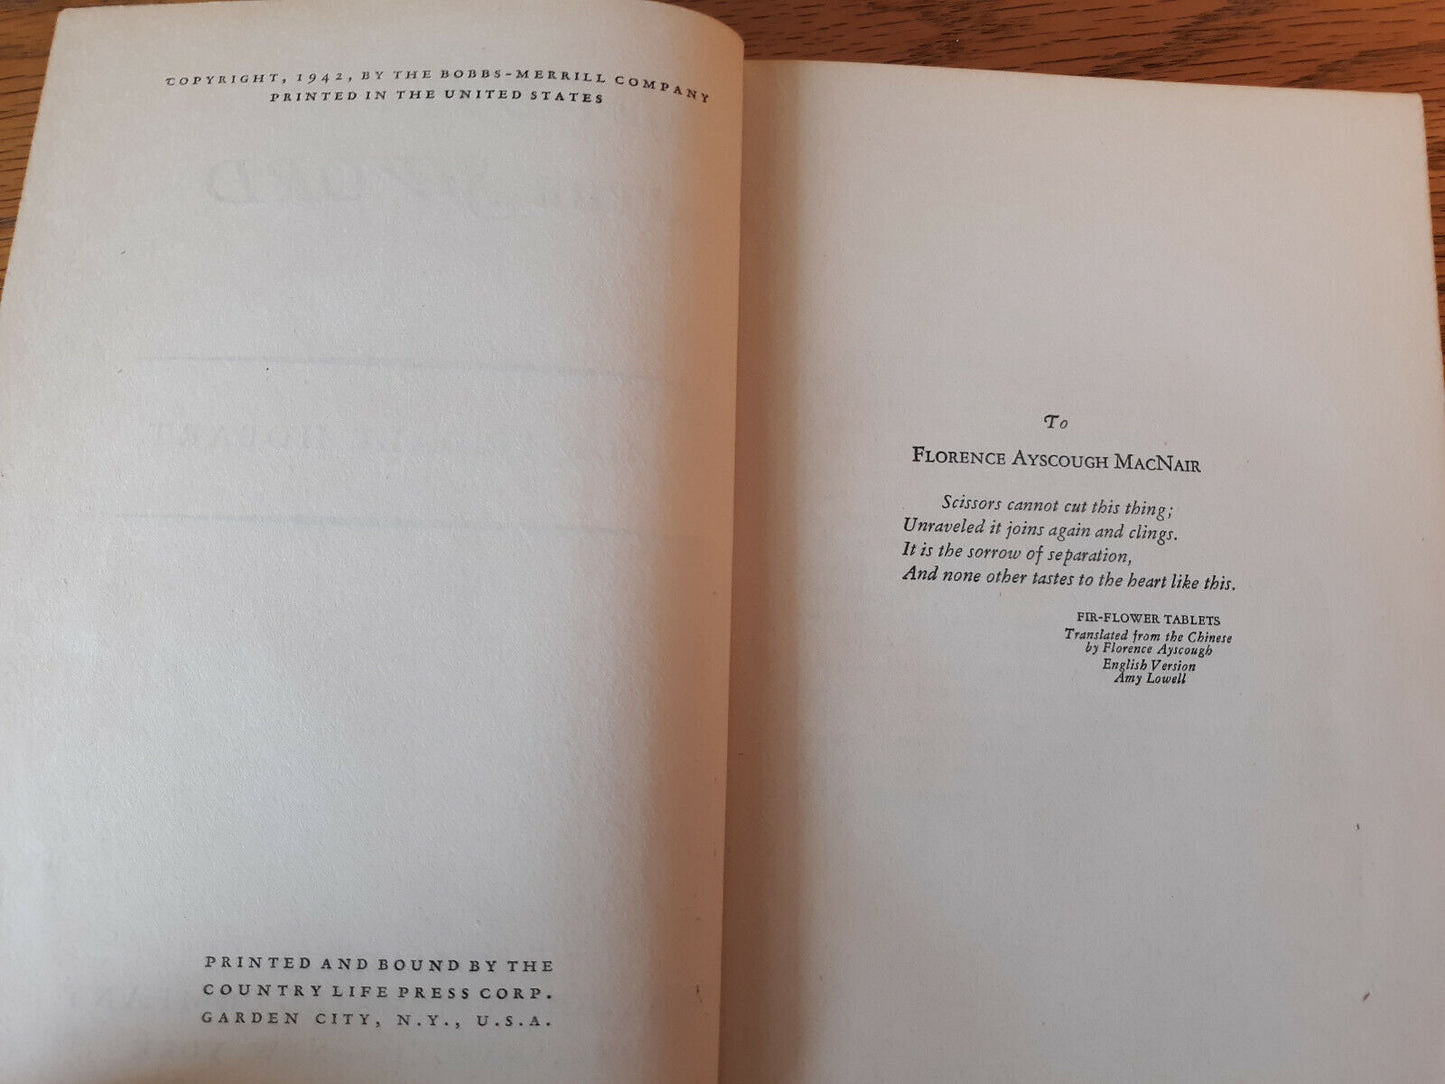 COPYRIGHT, 1942, BY THE BOBBS-MERRILL COMPANY
PRINTED IN THE UNITED STATES
PRINTED AND BOUND BY THE
COUNTRY LIFE PRESS CORP.
GARDEN CITY, N.Y., U.S.A.
To
FLORENCE AYSCOUGH MACNAIR
Scissors cannot cut this thing;
Unraveled it joins again and clings.
It is the sorrow of separation,
And none other tastes to the heart like this.
FIR-FLOWER TABLETS
Translated from the Chinese
by Florence Ayscough
English Version
Amy Lowell